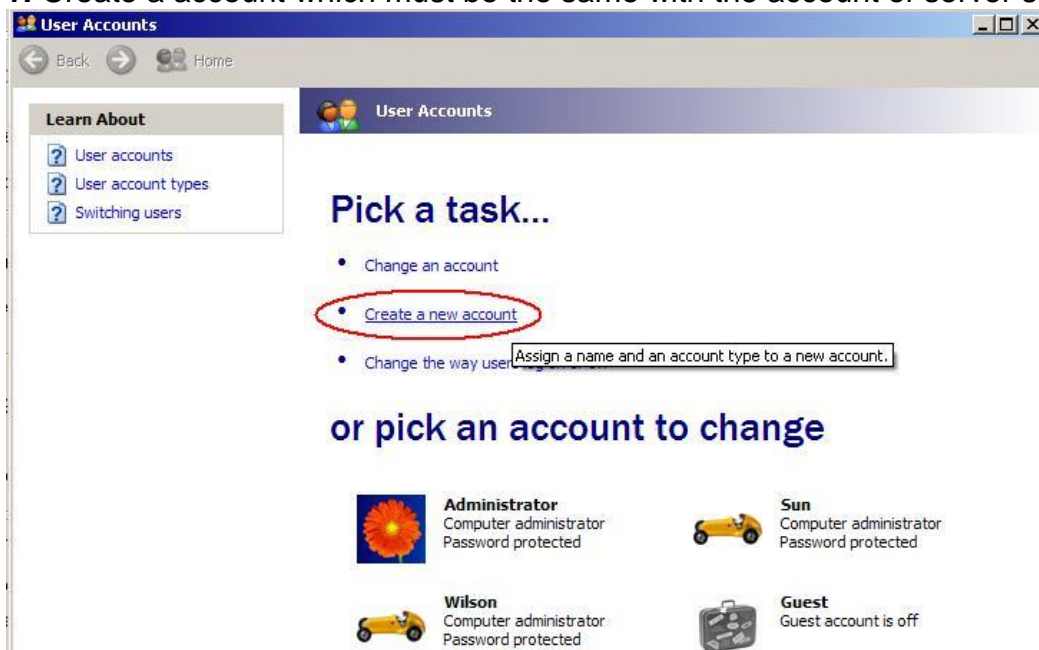 Create a account which must be the same with the account of server
User Accounts
Back Home
Learn About
User accounts
User account types
Switching users
User Accounts
Pick a task...
• Change an account
• Create a new account
Assign a name and an account type to a new account.
• Change the way users
or pick an account to change
Administrator
Computer administrator
Password protected
Sun
Computer administrator
Password protected
Wilson
Computer administrator
Password protected
Guest
Guest account is off